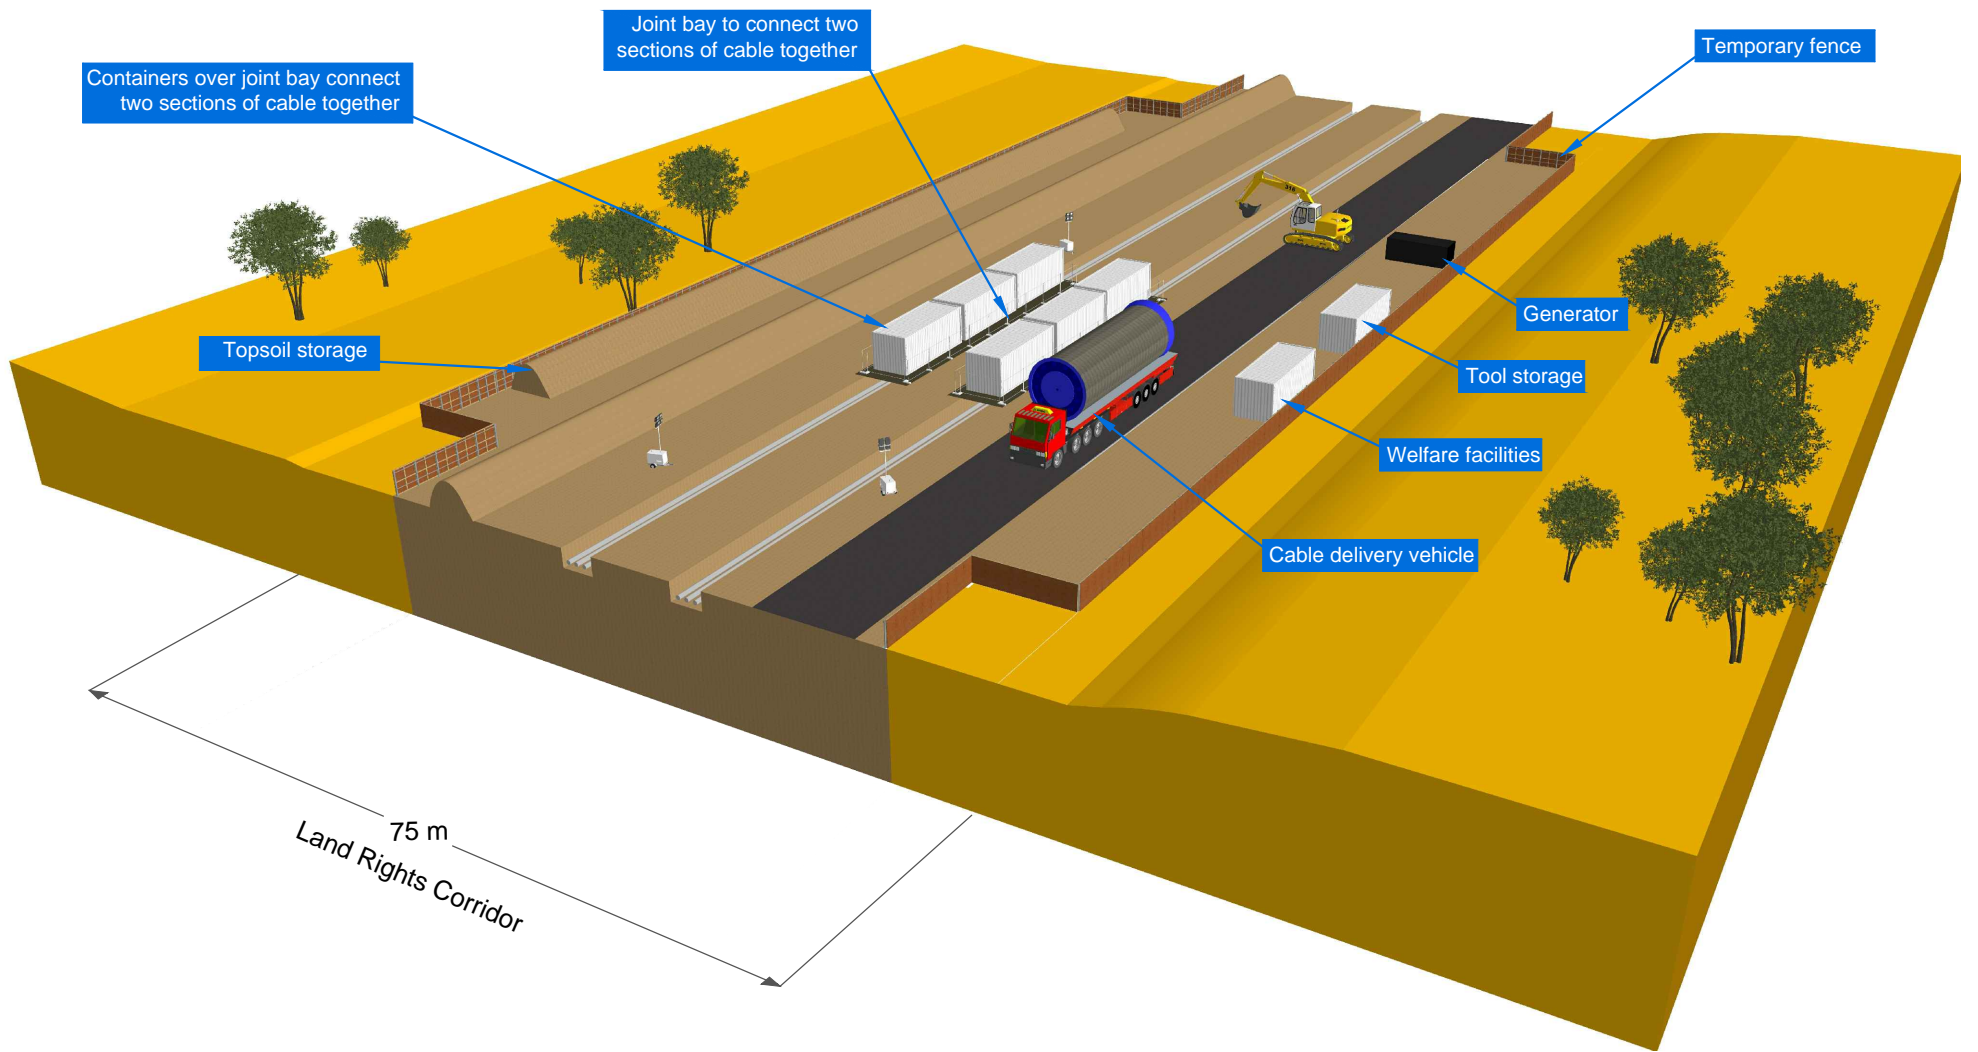 Joint bay to connect two
sections of cable together
Temporary fence
Containers over joint bay connect
two sections of cable together
318
Generator
Topsoil storage
Tool storage
Welfare facilities
Cable delivery vehicle
75 m
Land Rights Corridor